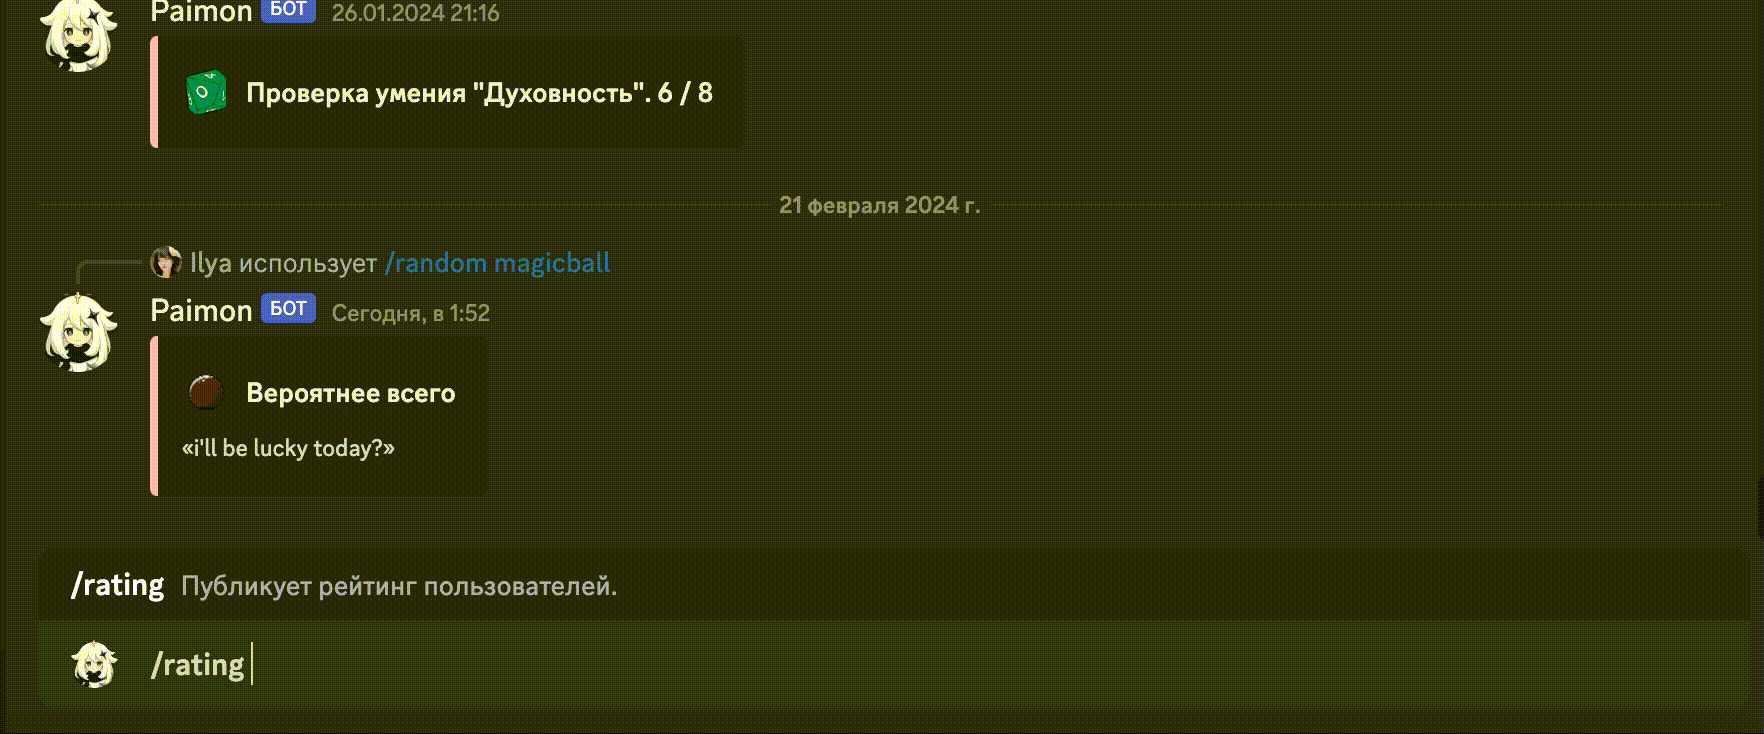 Paimon БОТ 26.01.2024 21:16
Проверка умения "Духовность". 6 / 8
21 февраля 2024 г.
Ilya использует /random magicball
Paimon БОТ Сегодня, в 1:52
Вероятнее всего
«i'll be lucky today?»
/rating Публикует рейтинг пользователей.
/rating